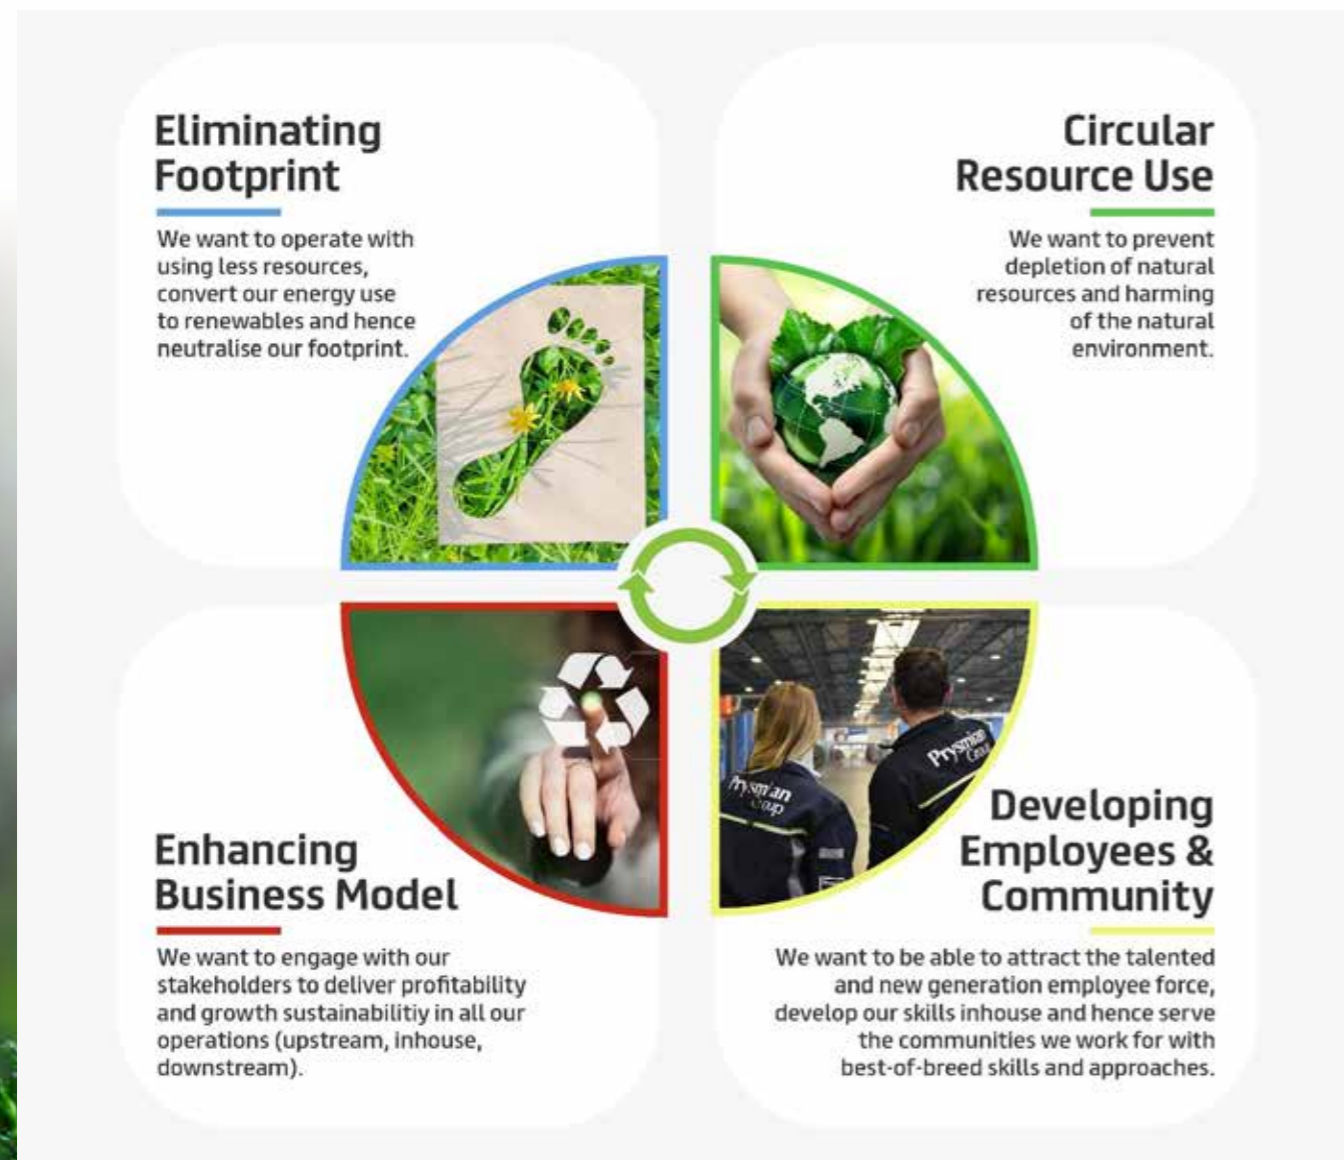 Eliminating
Footprint
We want to operate with
using less resources,
convert our energy use
to renewables and hence
neutralise our footprint.
Circular
Resource Use
We want to prevent
depletion of natural
resources and harming
of the natural
environment.
Enhancing
Business Model
We want to engage with our
stakeholders to deliver profitability
and growth sustainabilitiy in all our
operations (upstream, inhouse,
downstream).
Prysmian
Group
Prysmian
Group
Developing
Employees &
Community
We want to be able to attract the talented
and new generation employee force,
develop our skills inhouse and hence serve
the communities we work for with
best-of-breed skills and approaches.